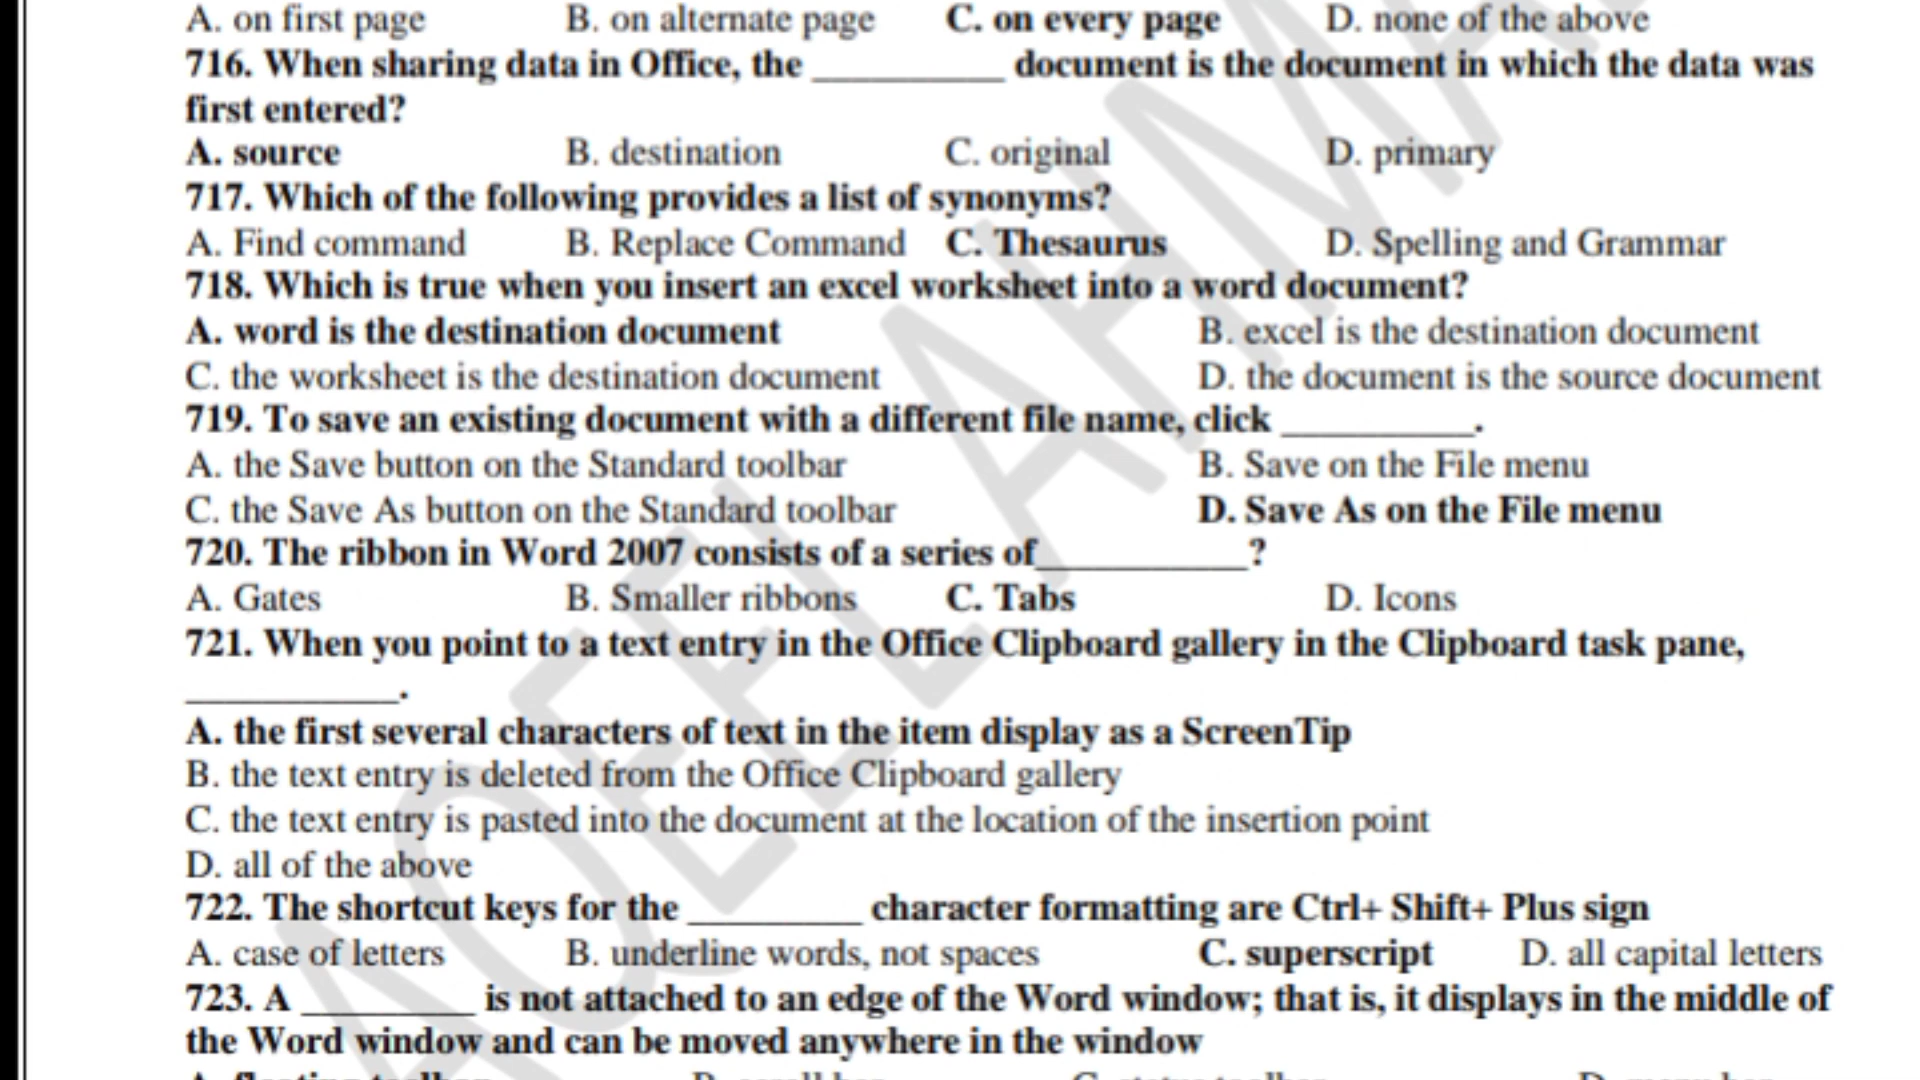 A. on first page B. on alternate page C. on every page D. none of the above
716. When sharing data in Office, the __________ document is the document in which the data was
first entered?
A. source B. destination C. original D. primary
717. Which of the following provides a list of synonyms?
A. Find command B. Replace Command C. Thesaurus D. Spelling and Grammar
718. Which is true when you insert an excel worksheet into a word document?
A. word is the destination document B. excel is the destination document
C. the worksheet is the destination document D. the document is the source document
719. To save an existing document with a different file name, click __________.
A. the Save button on the Standard toolbar B. Save on the File menu
C. the Save As button on the Standard toolbar D. Save As on the File menu
720. The ribbon in Word 2007 consists of a series of___________?
A. Gates B. Smaller ribbons C. Tabs D. Icons
721. When you point to a text entry in the Office Clipboard gallery in the Clipboard task pane,
___________.
A. the first several characters of text in the item display as a ScreenTip
B. the text entry is deleted from the Office Clipboard gallery
C. the text entry is pasted into the document at the location of the insertion point
D. all of the above
722. The shortcut keys for the _________ character formatting are Ctrl+ Shift+ Plus sign
A. case of letters B. underline words, not spaces C. superscript D. all capital letters
723. A _________ is not attached to an edge of the Word window; that is, it displays in the middle of
the Word window and can be moved anywhere in the window